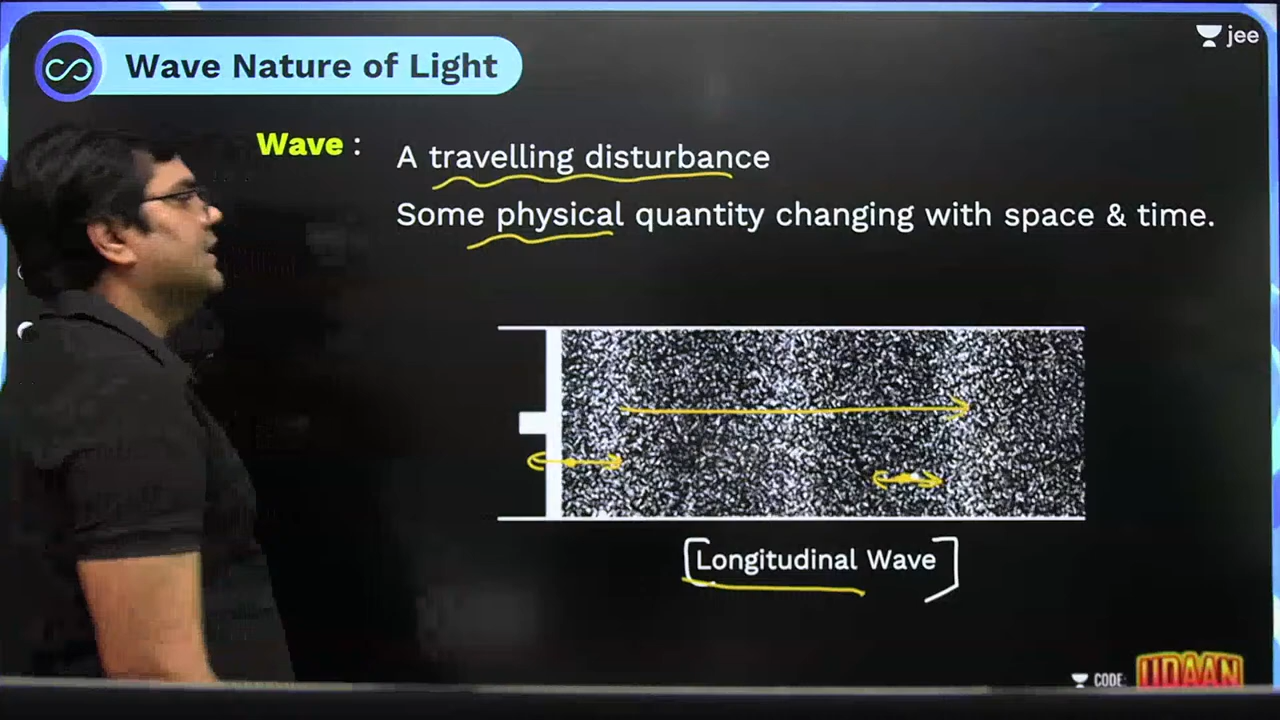 jee
Wave Nature of Light
Wave : A travelling disturbance
Some physical quantity changing with space & time.
[Longitudinal Wave]
CODE: UDAAN